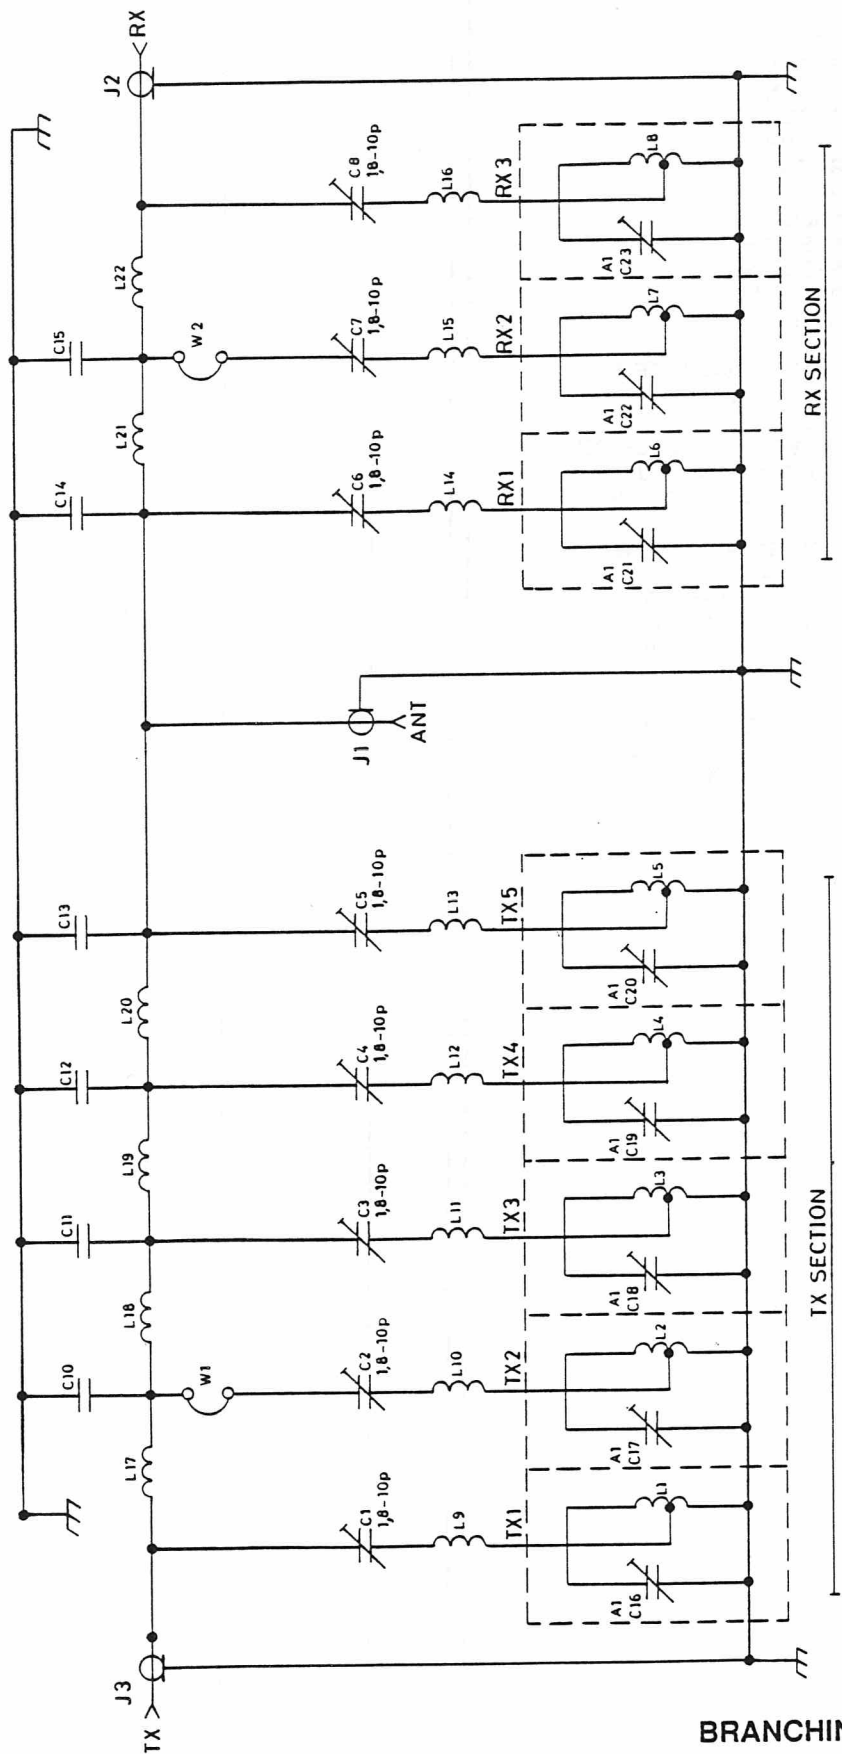 TX
J3
L17
C10
L18
C11
L19
C12
L20
C13
C14
L21
C15
L22
J2
RX
W1
W2
C1
1,8-10p
C2
1,8-10p
C3
1,8-10p
C4
1,8-10p
C5
1,8-10p
J1
ANT
C6
1,8-10p
C7
1,8-10p
C8
1,8-10p
L9
L10
L11
L12
L13
L14
L15
L16
TX1
TX2
TX3
TX4
TX5
RX1
RX2
RX3
A1
C16
L1
A1
C17
L2
A1
C18
L3
A1
C19
L4
A1
C20
L5
A1
C21
L6
A1
C22
L7
A1
C23
L8
TX SECTION
RX SECTION
BRANCHIN